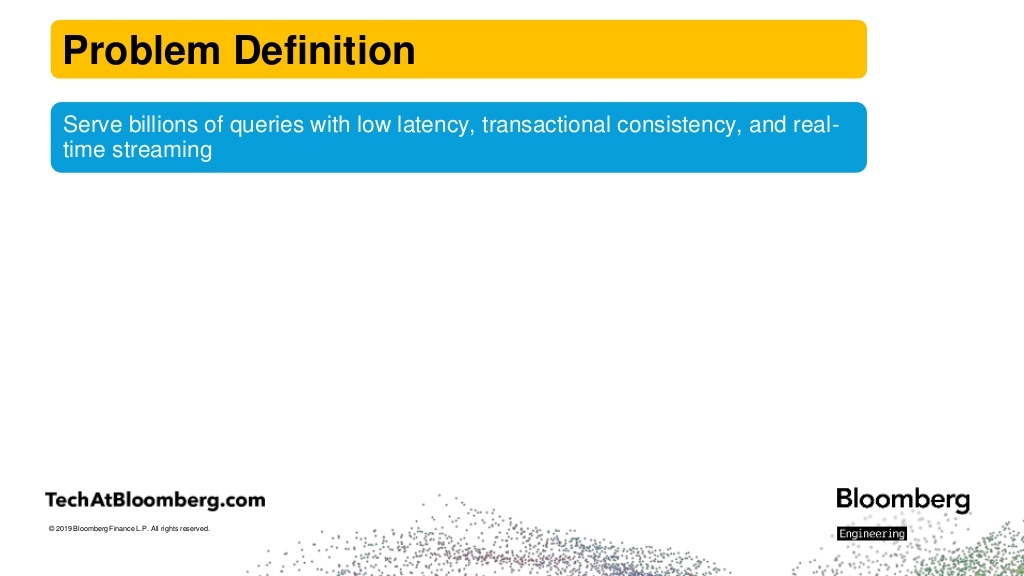 Problem Definition
Serve billions of queries with low latency, transactional consistency, and real-
time streaming
TechAtBloomberg.com
© 2019 Bloomberg Finance L.P. All rights reserved.
Bloomberg
Engineering